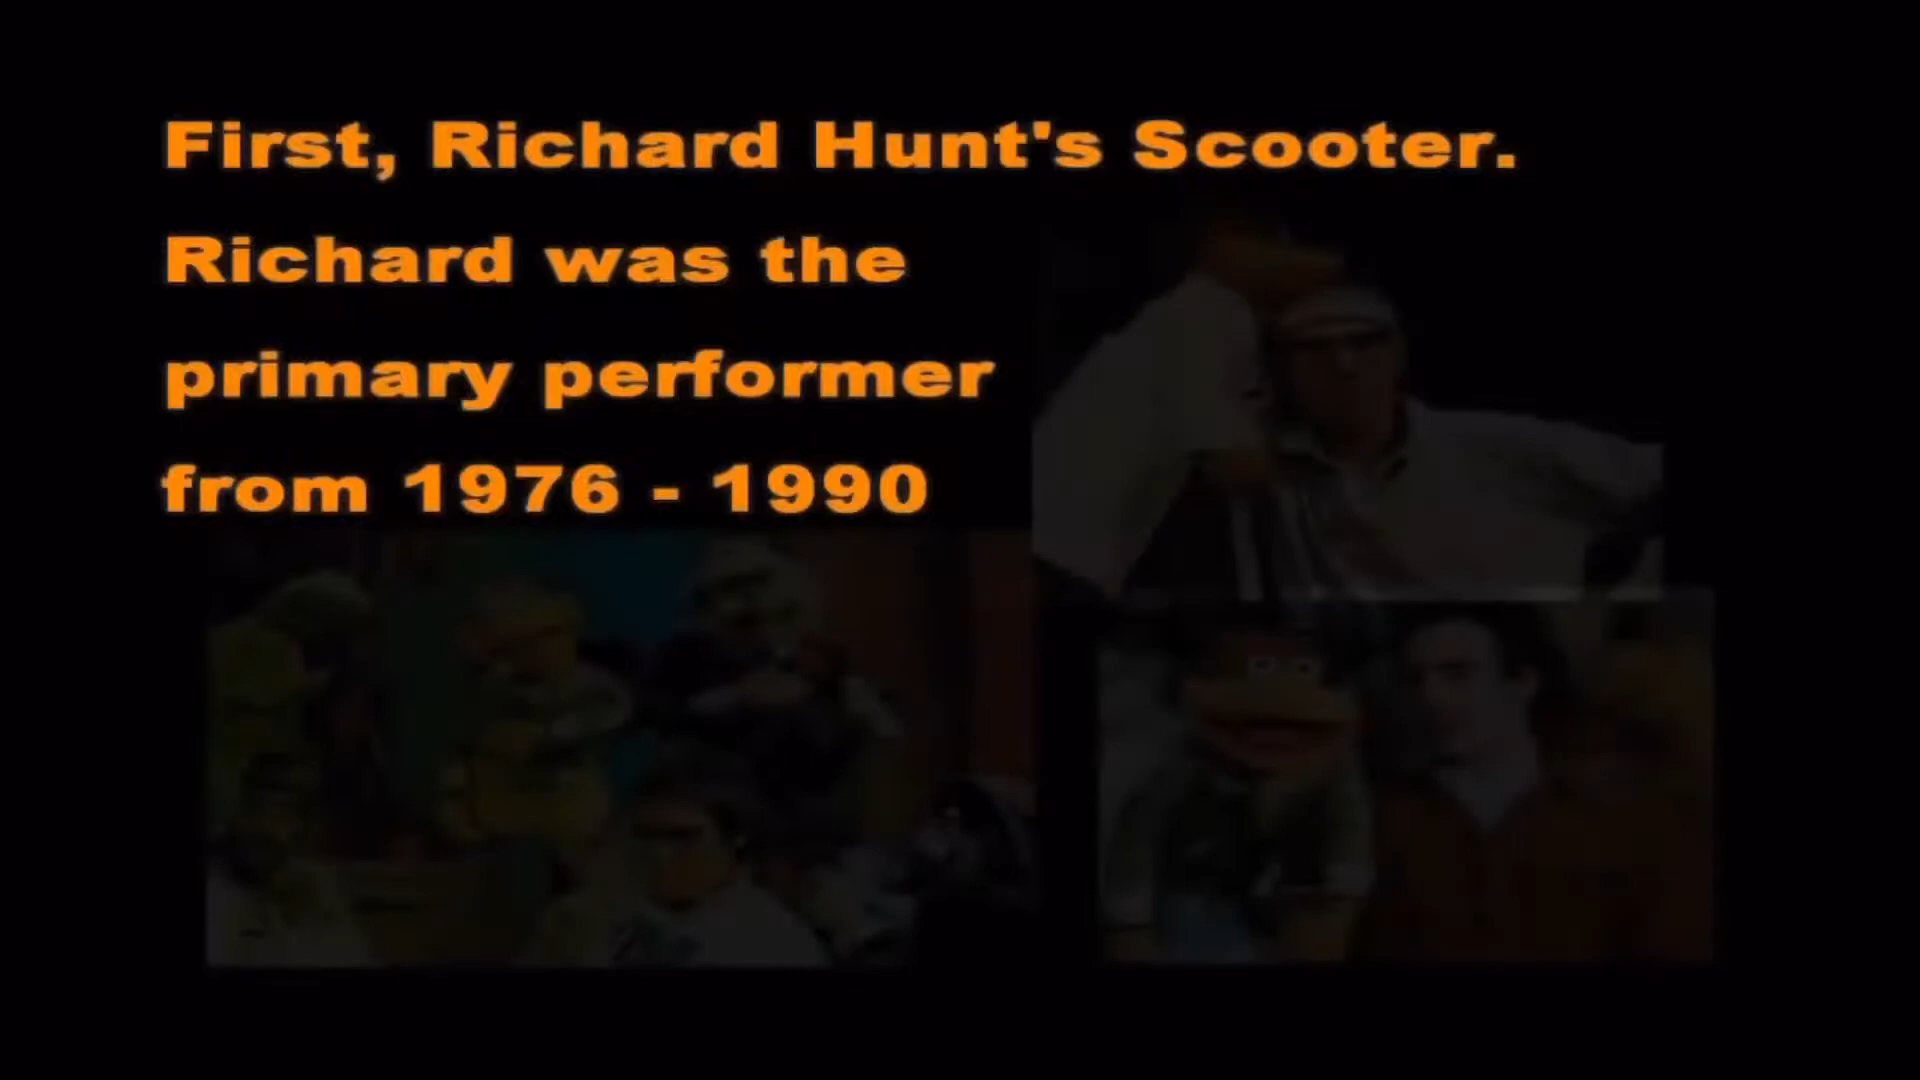 First, Richard Hunt's Scooter.
Richard was the
primary performer
from 1976 - 1990